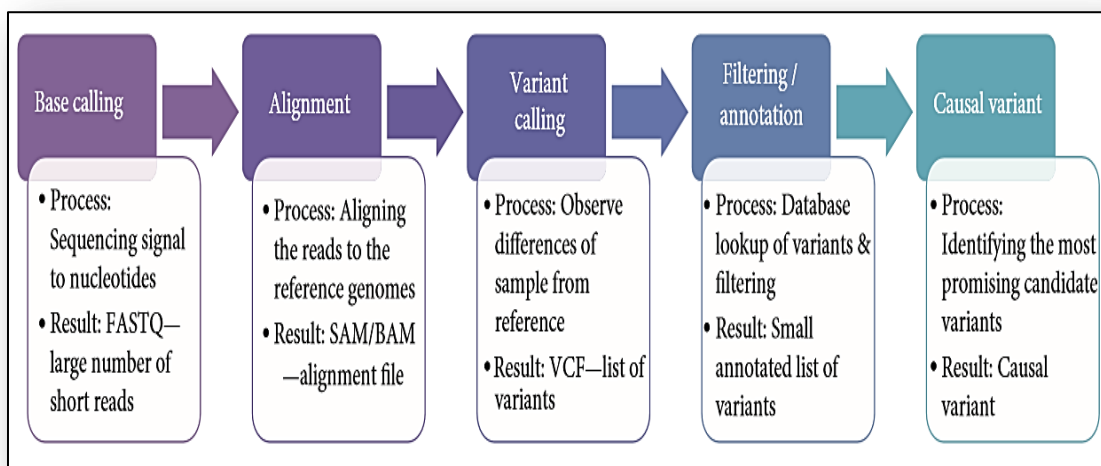 Base calling
• Process:
Sequencing signal
to nucleotides
• Result: FASTQ—
large number of
short reads
Alignment
• Process: Aligning
the reads to the
reference genomes
• Result: SAM/BAM
—alignment file
Variant
calling
• Process: Observe
differences of
sample from
reference
• Result: VCF—list of
variants
Filtering /
annotation
• Process: Database
lookup of variants &
filtering
• Result: Small
annotated list of
variants
Causal variant
• Process:
Identifying the most
promising candidate
variants
• Result: Causal
variant